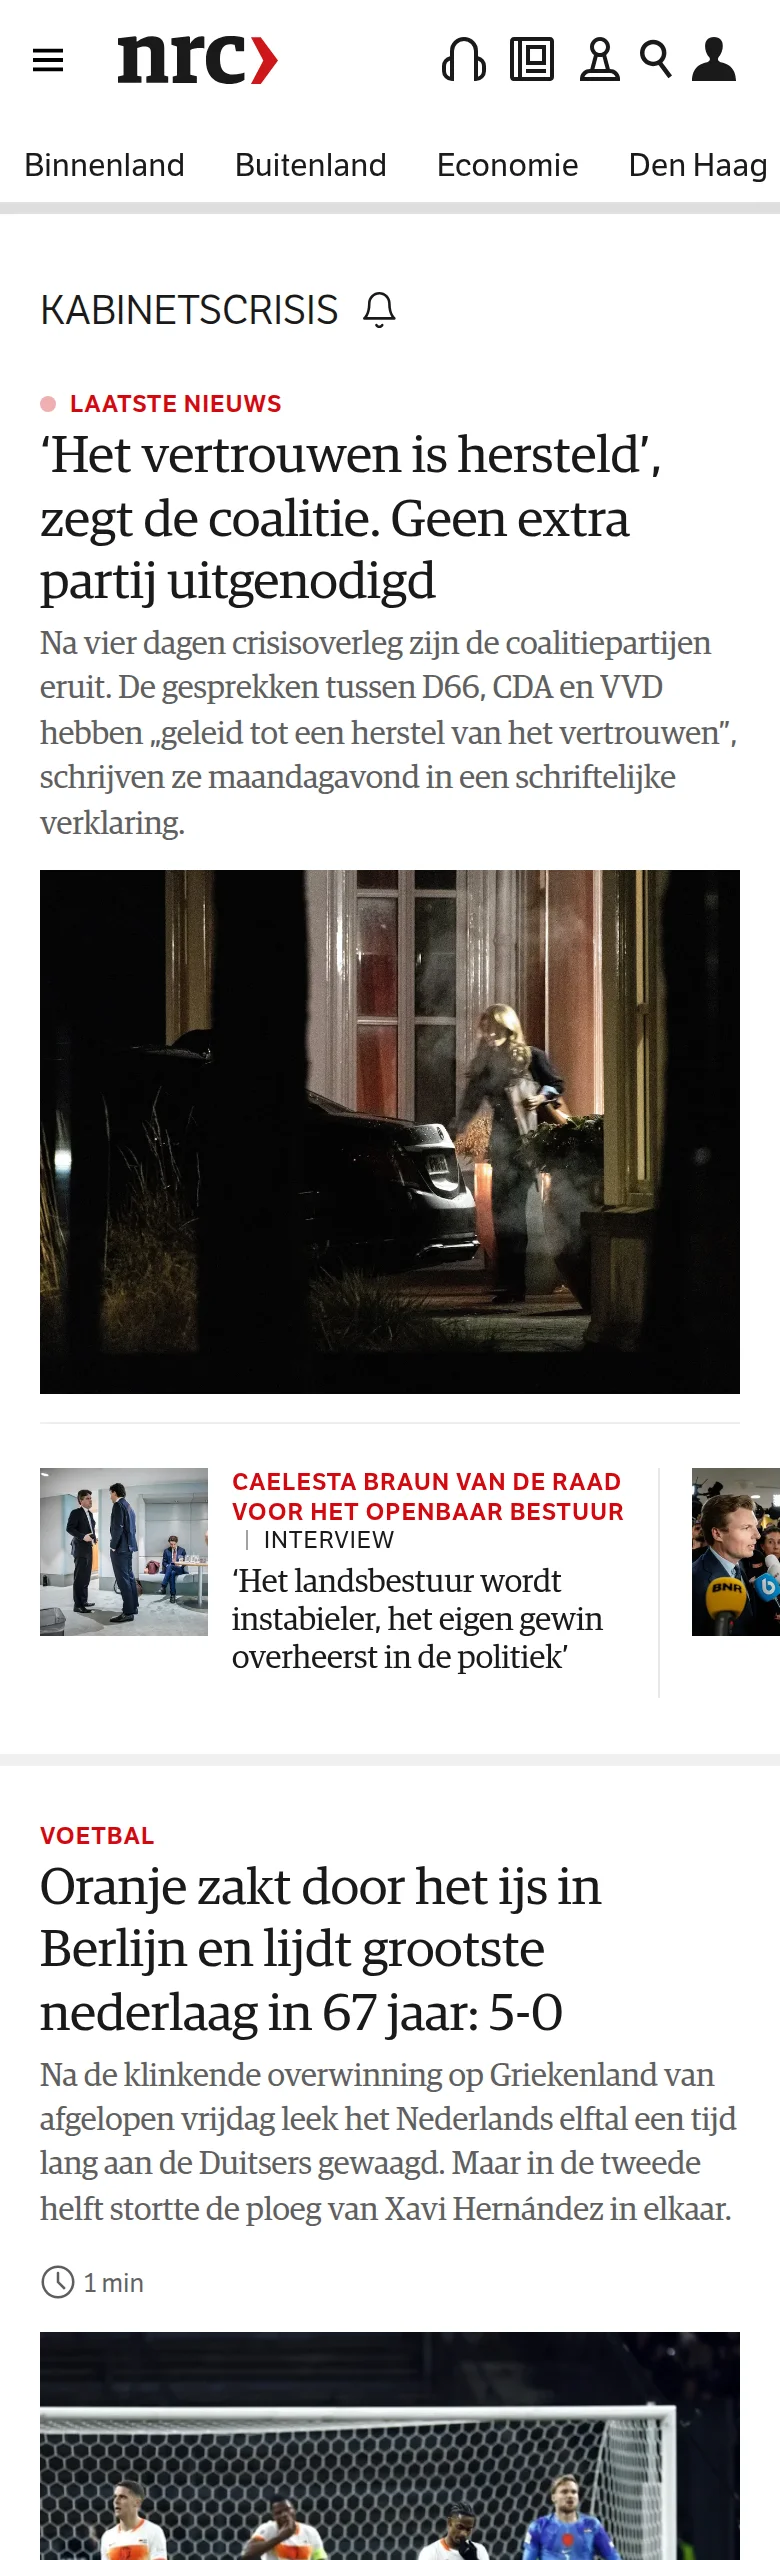 nrc
Binnenland Buitenland Economie Den Haag
KABINETSCRISIS
LAATSTE NIEUWS
‘Het vertrouwen is hersteld’,
zegt de coalitie. Geen extra
partij uitgenodigd
Na vier dagen crisisoverleg zijn de coalitiepartijen
eruit. De gesprekken tussen D66, CDA en VVD
hebben „geleid tot een herstel van het vertrouwen”,
schrijven ze maandagavond in een schriftelijke
verklaring.
CAELESTA BRAUN VAN DE RAAD
VOOR HET OPENBAAR BESTUUR
| INTERVIEW
‘Het landsbestuur wordt
instabieler, het eigen gewin
overheerst in de politiek’
BNR
b
VOETBAL
Oranje zakt door het ijs in
Berlijn en lijdt grootste
nederlaag in 67 jaar: 5-0
Na de klinkende overwinning op Griekenland van
afgelopen vrijdag leek het Nederlands elftal een tijd
lang aan de Duitsers gewaagd. Maar in de tweede
helft stortte de ploeg van Xavi Hernández in elkaar.
1 min